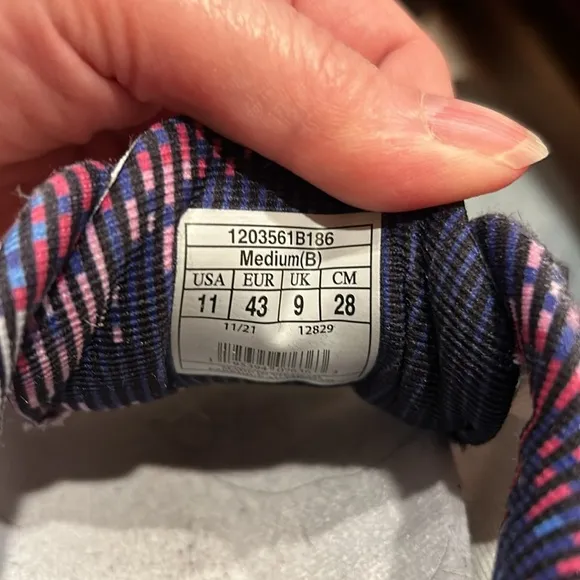 1203561B186
Medium(B)
USA EUR UK CM
11 43 9 28
11/21 12829